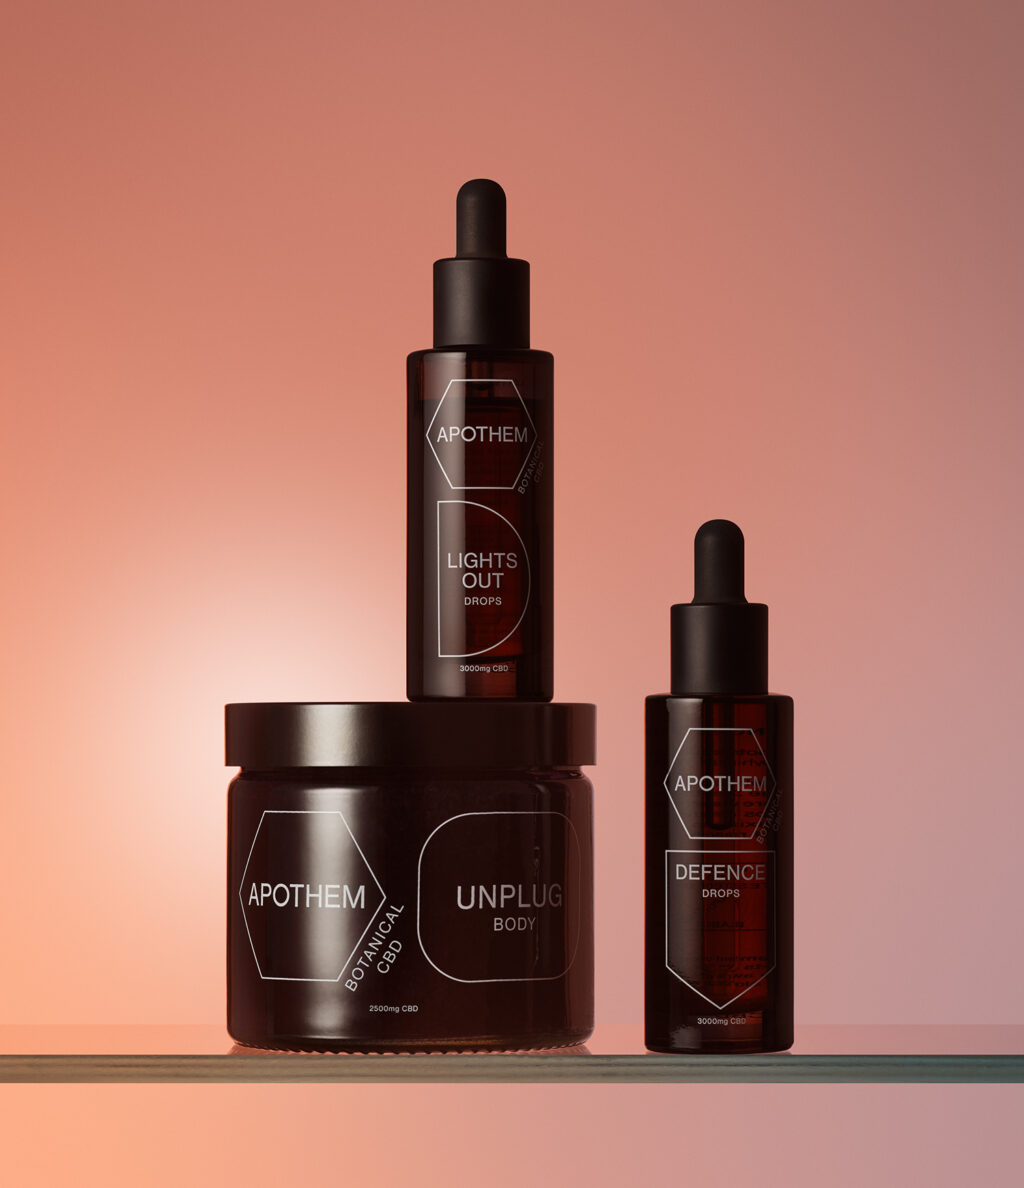 APOTHEM
BOTANICAL
CBD
LIGHTS
OUT
DROPS
3000mg CBD
APOTHEM
BOTANICAL
CBD
UNPLUG
BODY
2500mg CBD
APOTHEM
BOTANICAL
CBD
DEFENCE
DROPS
3000mg CBD